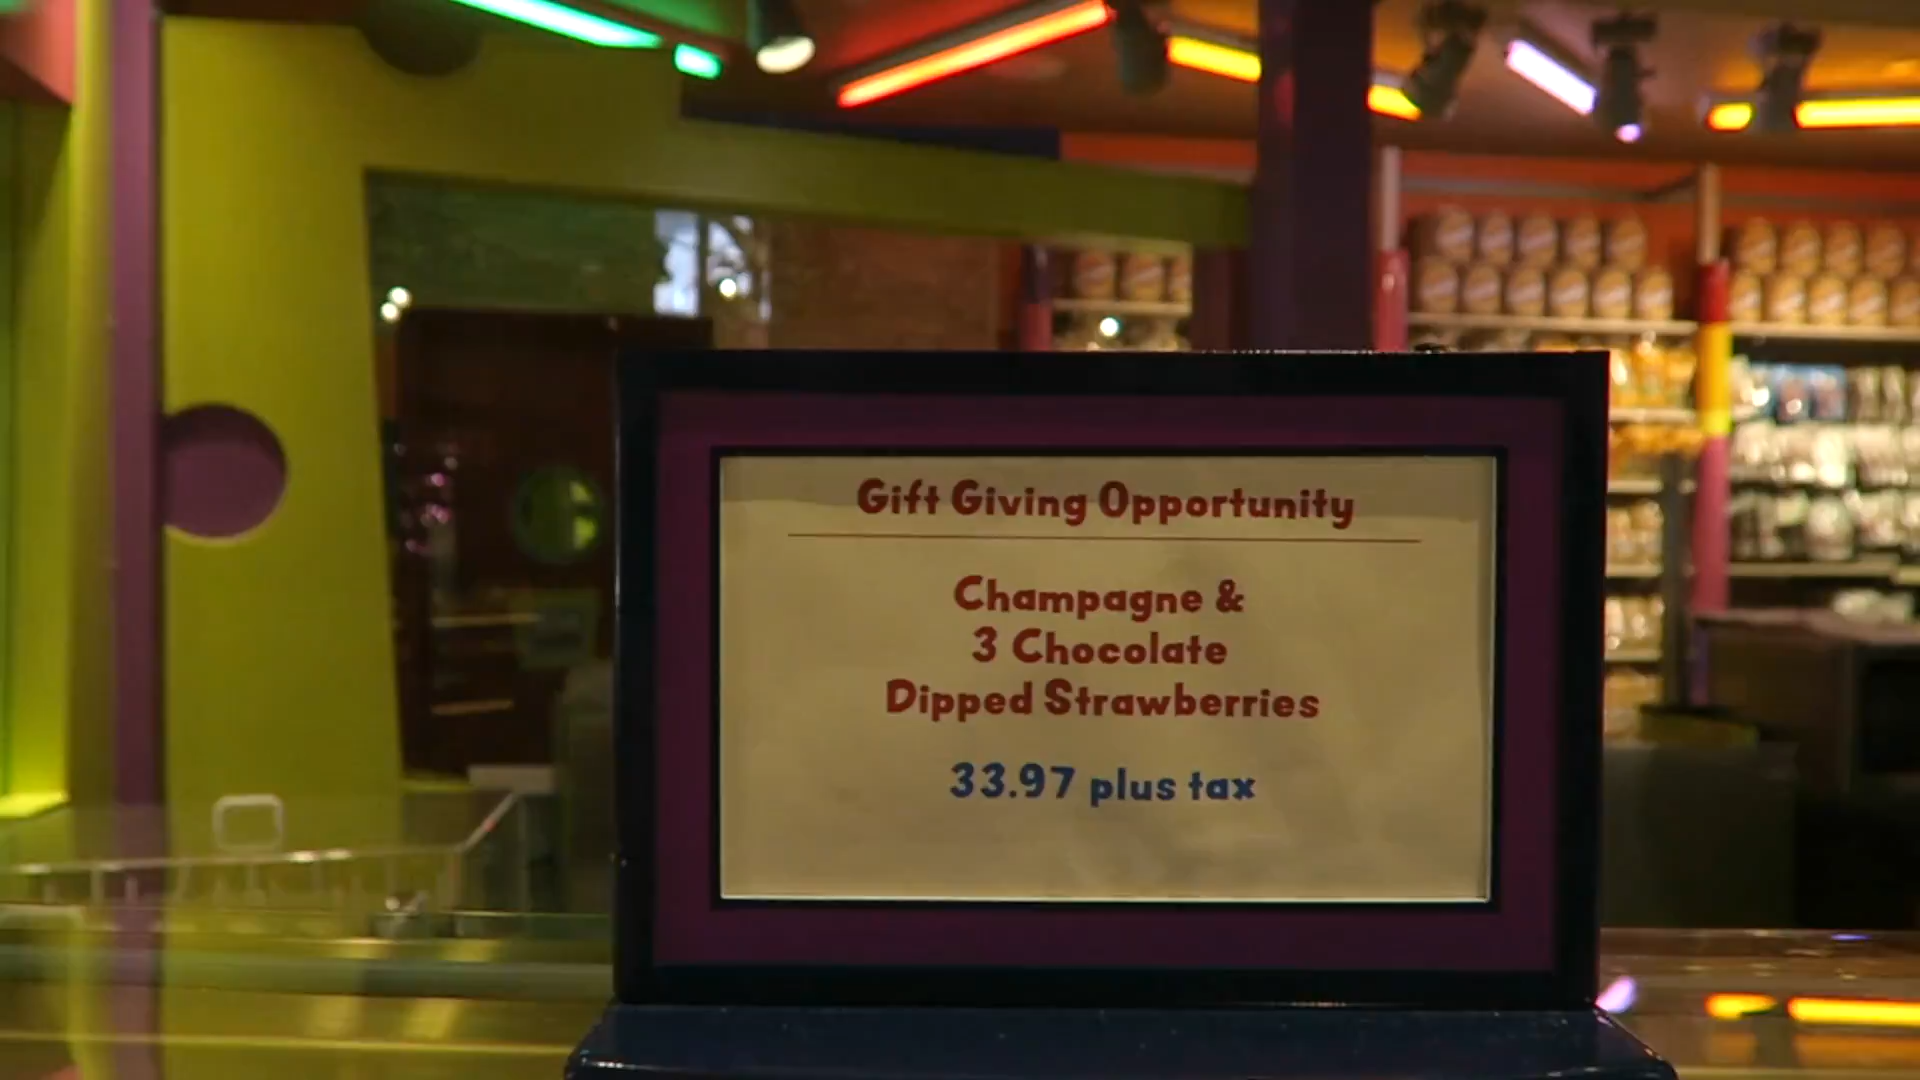 Gift Giving Opportunity
Champagne &
3 Chocolate
Dipped Strawberries
33.97 plus tax